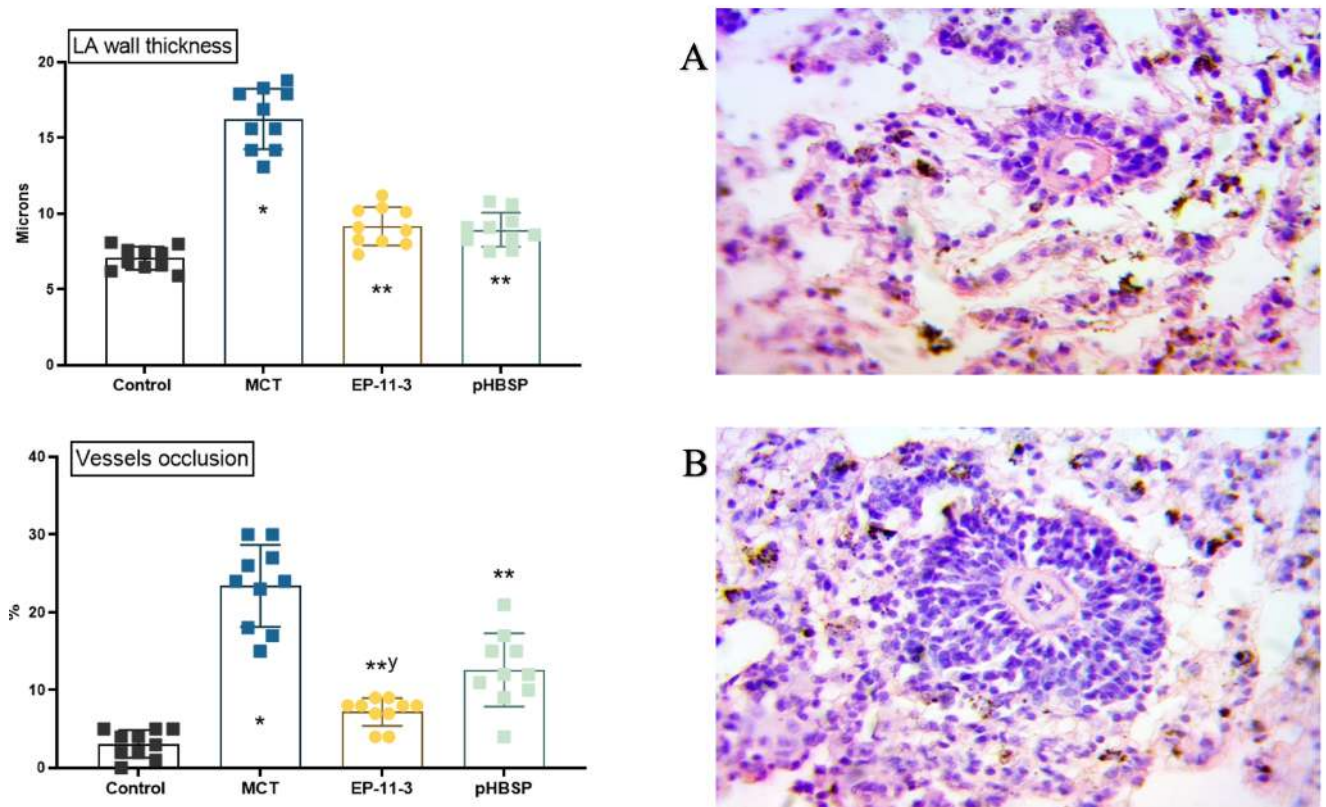 LA wall thickness
20
15
10
5
0
Microns
*
**
**
Control MCT EP-11-3 pHBSP
A
Vessels occlusion
40
30
20
10
0
%
*
**y
**
Control MCT EP-11-3 pHBSP
B